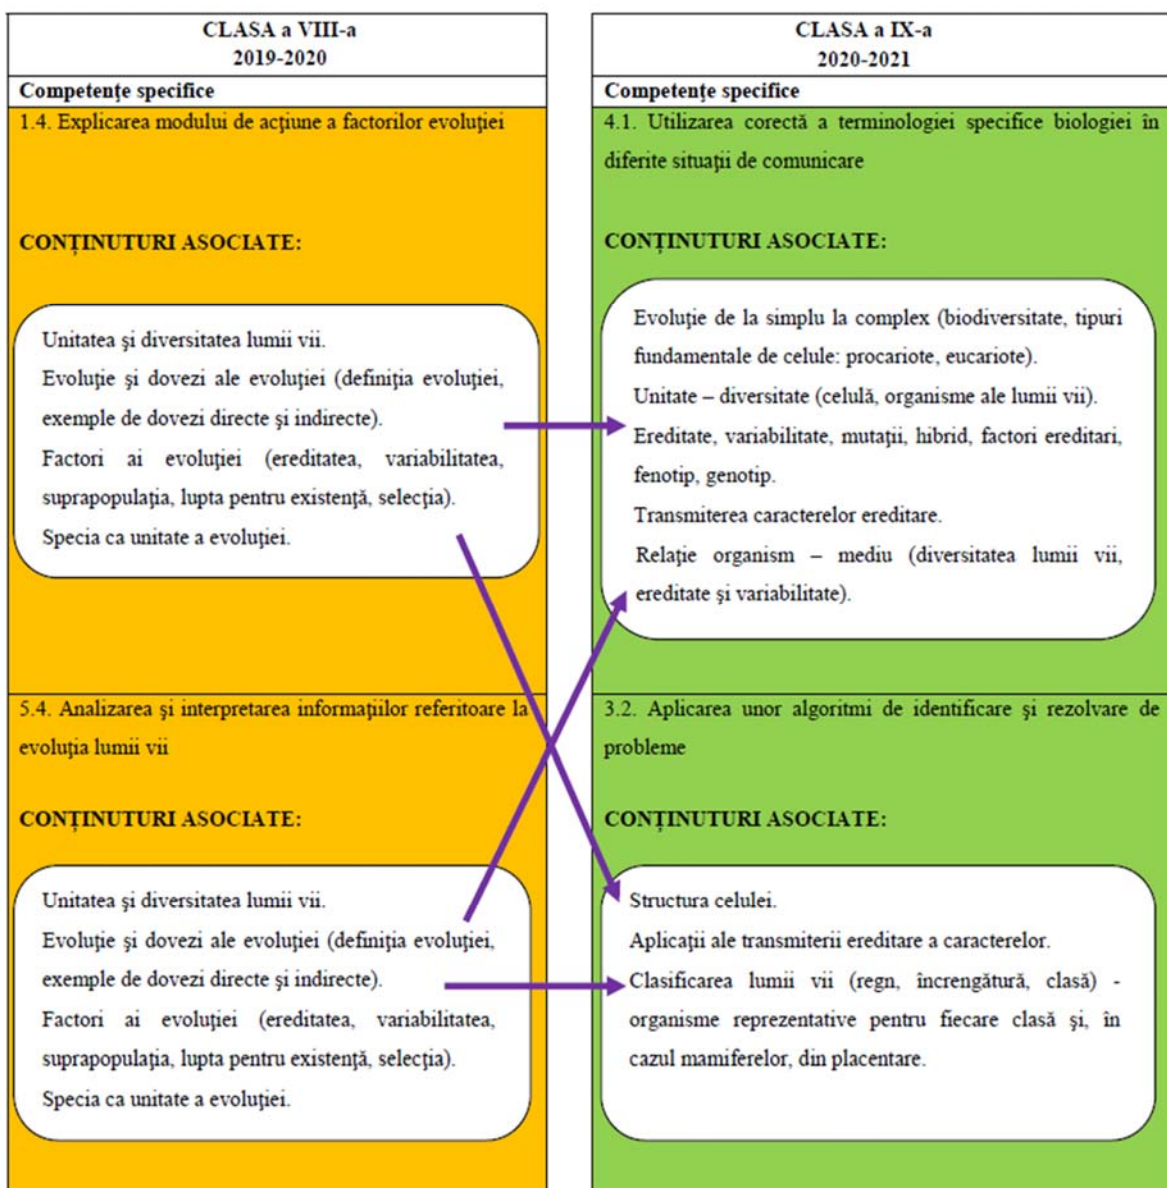 CLASA a VIII-a
2019-2020
Competențe specifice
1.4. Explicarea modului de acțiune a factorilor evoluției
CONȚINUTURI ASOCIATE:
Unitatea și diversitatea lumii vii.
Evoluție și dovezi ale evoluției (definiția evoluției,
exemple de dovezi directe și indirecte).
Factori ai evoluției (ereditatea, variabilitatea,
suprapopulația, lupta pentru existență, selecția).
Specia ca unitate a evoluției.
5.4. Analizarea și interpretarea informațiilor referitoare la
evoluția lumii vii
CONȚINUTURI ASOCIATE:
Unitatea și diversitatea lumii vii.
Evoluție și dovezi ale evoluției (definiția evoluției,
exemple de dovezi directe și indirecte).
Factori ai evoluției (ereditatea, variabilitatea,
suprapopulația, lupta pentru existență, selecția).
Specia ca unitate a evoluției.
CLASA a IX-a
2020-2021
Competențe specifice
4.1. Utilizarea corectă a terminologiei specifice biologiei în
diferite situații de comunicare
CONȚINUTURI ASOCIATE:
Evoluție de la simplu la complex (biodiversitate, tipuri
fundamentale de celule: procariote, eucariote).
Unitate – diversitate (celulă, organisme ale lumii vii).
Ereditate, variabilitate, mutații, hibrid, factori ereditari,
fenotip, genotip.
Transmiterea caracterelor ereditare.
Relație organism – mediu (diversitatea lumii vii,
ereditate și variabilitate).
3.2. Aplicarea unor algoritmi de identificare și rezolvare de
probleme
CONȚINUTURI ASOCIATE:
Structura celulei.
Aplicații ale transmiterii ereditare a caracterelor.
Clasificarea lumii vii (regn, încrengătură, clasă) -
organisme reprezentative pentru fiecare clasă și, în
cazul mamiferelor, din placentare.